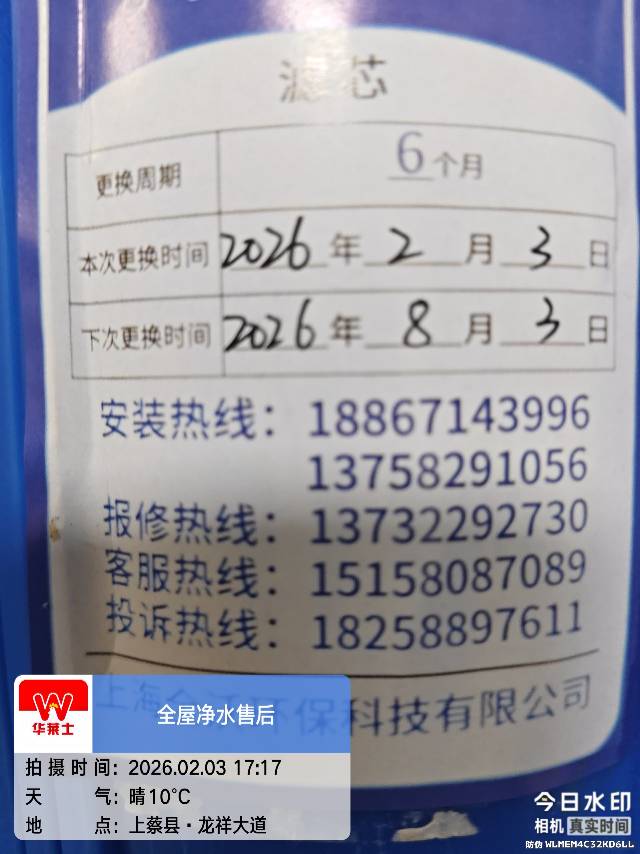 滤芯
更换周期 6个月
本次更换时间 2026年2月3日
下次更换时间 2026年8月3日
安装热线：18867143996
13758291056
报修热线：13732292730
客服热线：15158087089
投诉热线：18258897611
上海 环保科技有限公司
华莱士
全屋净水售后
拍摄时间：2026.02.03 17:17
天气：晴10℃
地点：上蔡县·龙祥大道
今日水印
相机 真实时间
防伪 WLMEM4C32KD6LL